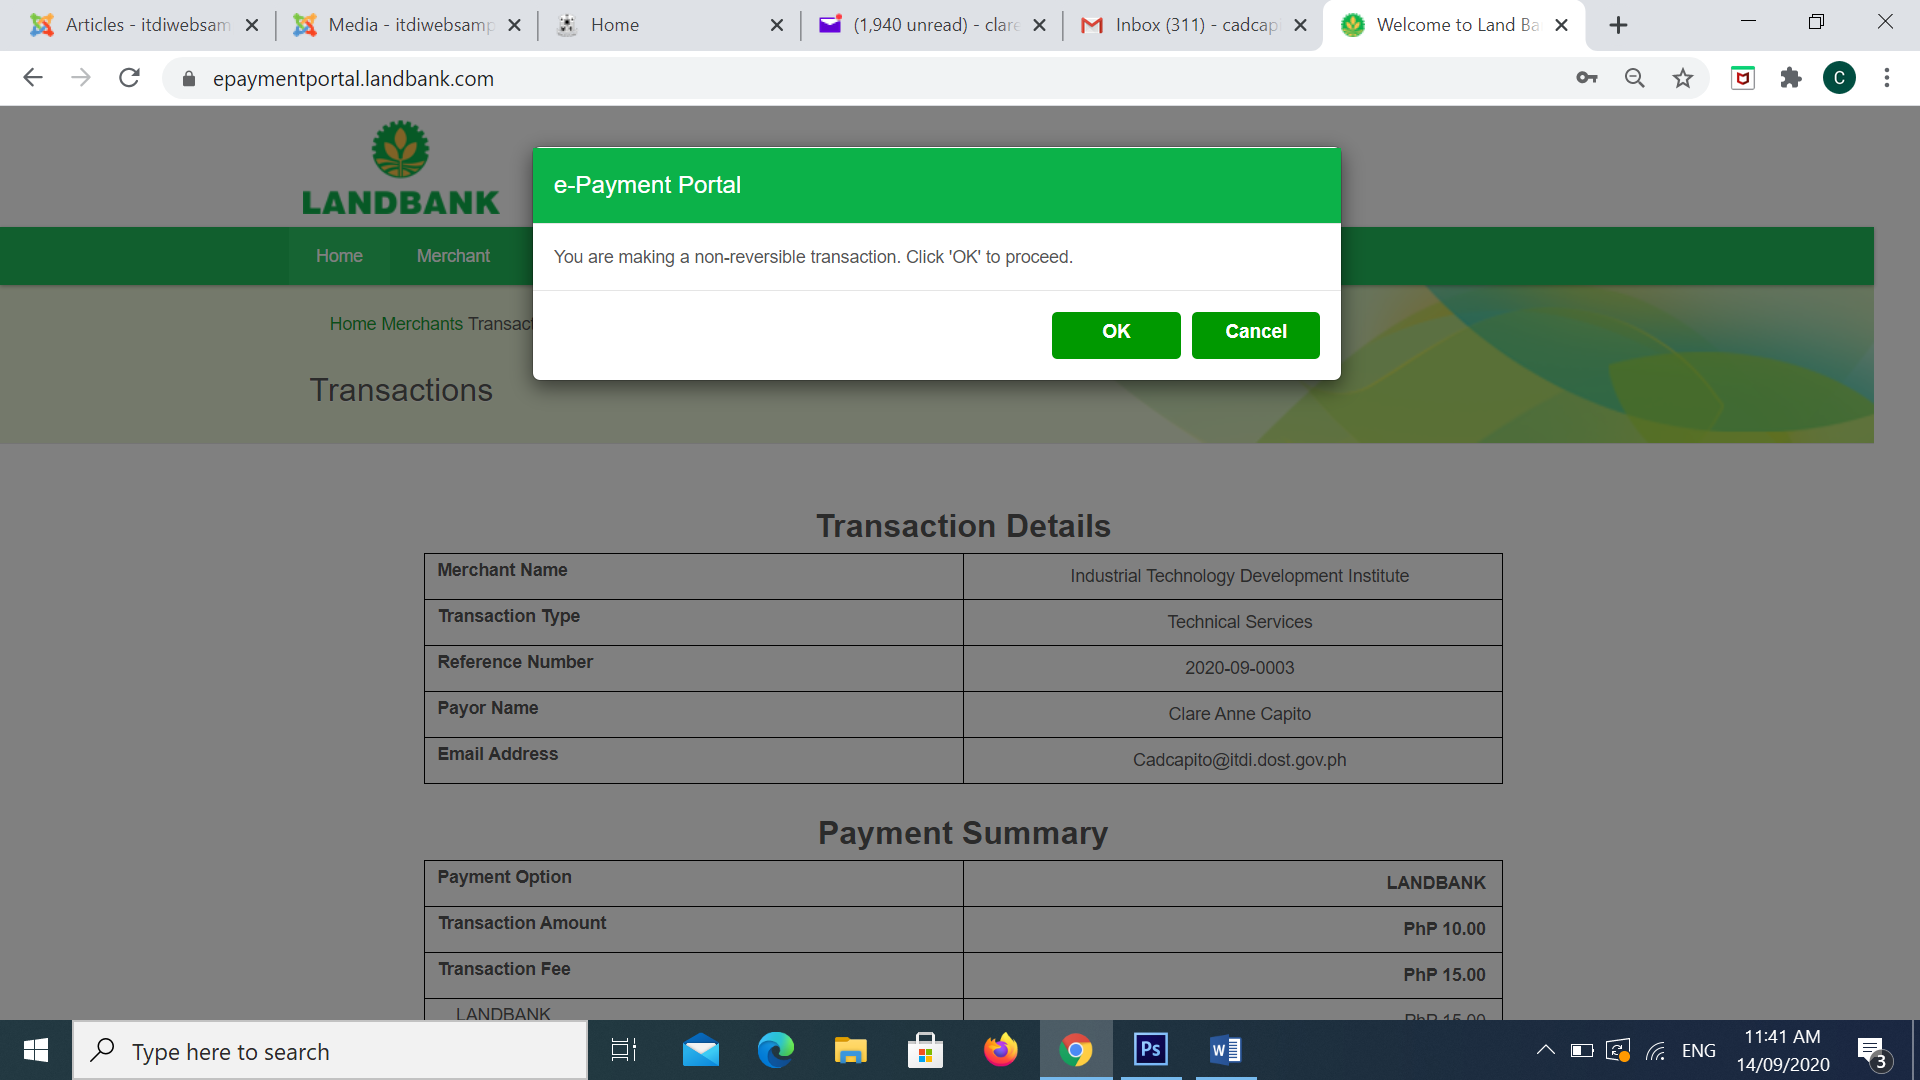 Articles - itdiwebsam
Media - itdiwebsamp
Home
(1,940 unread) - clare
Inbox (311) - cadcapi
Welcome to Land Ba
epaymentportal.landbank.com
C
LANDBANK
e-Payment Portal
You are making a non-reversible transaction. Click 'OK' to proceed.
OK
Cancel
Home
Merchant
Home Merchants Transact
Transactions
Transaction Details
Merchant Name
Industrial Technology Development Institute
Transaction Type
Technical Services
Reference Number
2020-09-0003
Payor Name
Clare Anne Capito
Email Address
Cadcapito@itdi.dost.gov.ph
Payment Summary
Payment Option
LANDBANK
Transaction Amount
PhP 10.00
Transaction Fee
PhP 15.00
LANDBANK
PhP 15.00
Type here to search
Ps
W
ENG
11:41 AM
14/09/2020
3